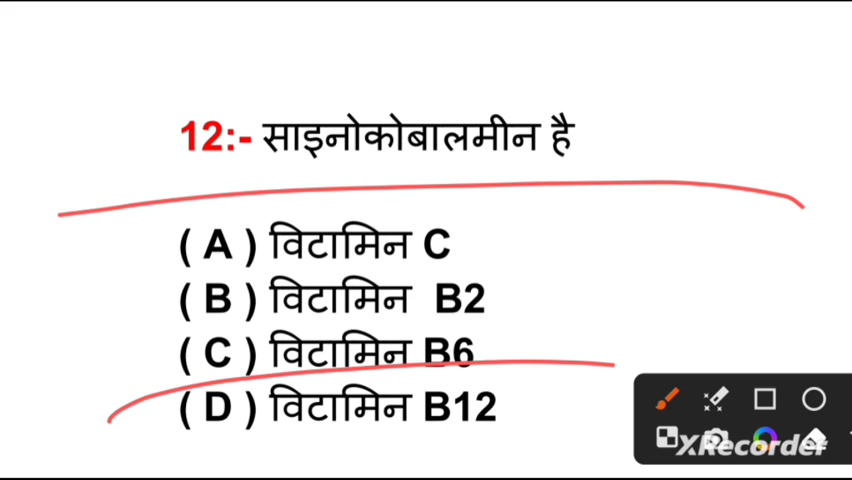 12:- साइनोकोबालमीन है
( A ) विटामिन C
( B ) विटामिन B2
( C ) विटामिन B6
( D ) विटामिन B12
XRecorder